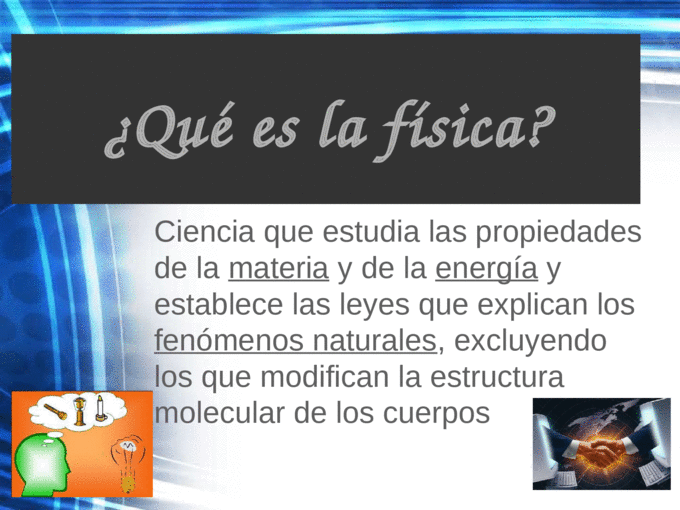 ¿Qué es la física?
Ciencia que estudia las propiedades
de la materia y de la energía y
establece las leyes que explican los
fenómenos naturales, excluyendo
los que modifican la estructura
molecular de los cuerpos